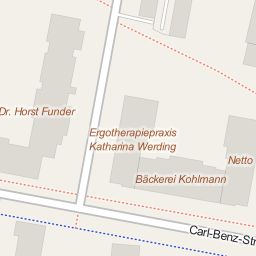 Dr. Horst Funder
Ergotherapiepraxis
Katharina Werding
Netto
Bäckerei Kohlmann
Carl-Benz-Str